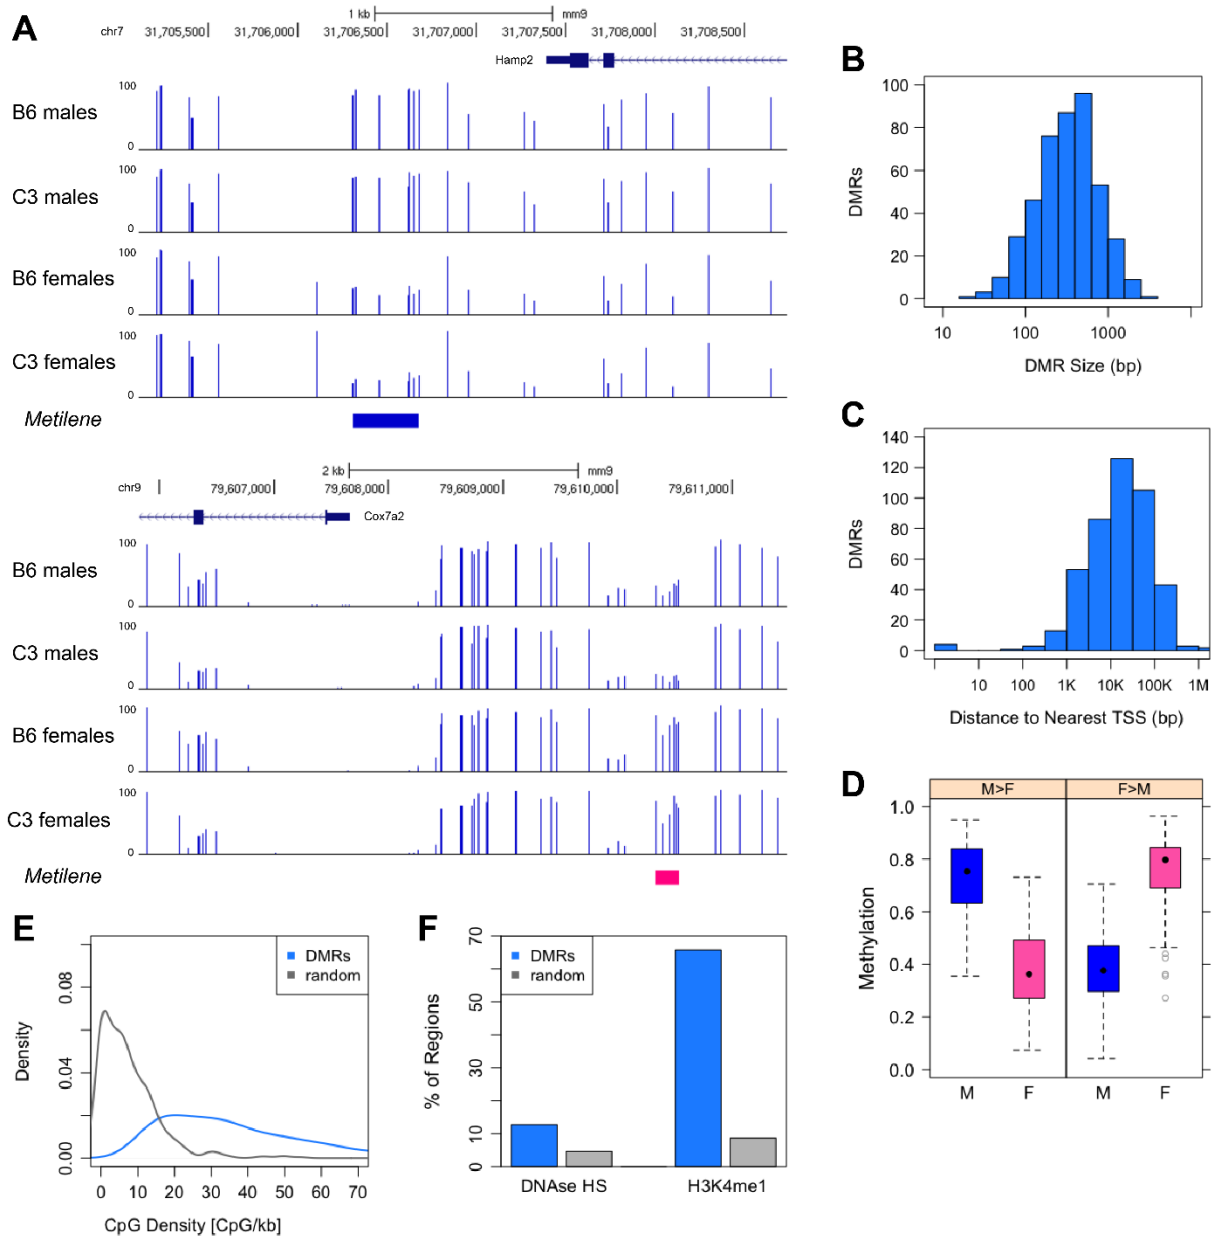 A
1 kb mm9
chr7 31,705,500 31,706,000 31,706,500 31,707,000 31,707,500 31,708,000 31,708,500
Hamp2
B6 males 100 0
C3 males 100 0
B6 females 100 0
C3 females 100 0
Metilene
2 kb mm9
chr9 79,607,000 79,608,000 79,609,000 79,610,000 79,611,000
Cox7a2
B6 males 100 0
C3 males 100 0
B6 females 100 0
C3 females 100 0
Metilene
B
DMRs
100
80
60
40
20
0
10 100 1000
DMR Size (bp)
C
DMRs
140
120
100
80
60
40
20
0
10 100 1K 10K 100K 1M
Distance to Nearest TSS (bp)
D
M>F F>M
Methylation
1.0
0.8
0.6
0.4
0.2
0.0
M F M F
E
DMRs
random
Density
0.08
0.04
0.00
0 10 20 30 40 50 60 70
CpG Density [CpG/kb]
F
DMRs
random
% of Regions
70
50
30
10
0
DNAse HS H3K4me1